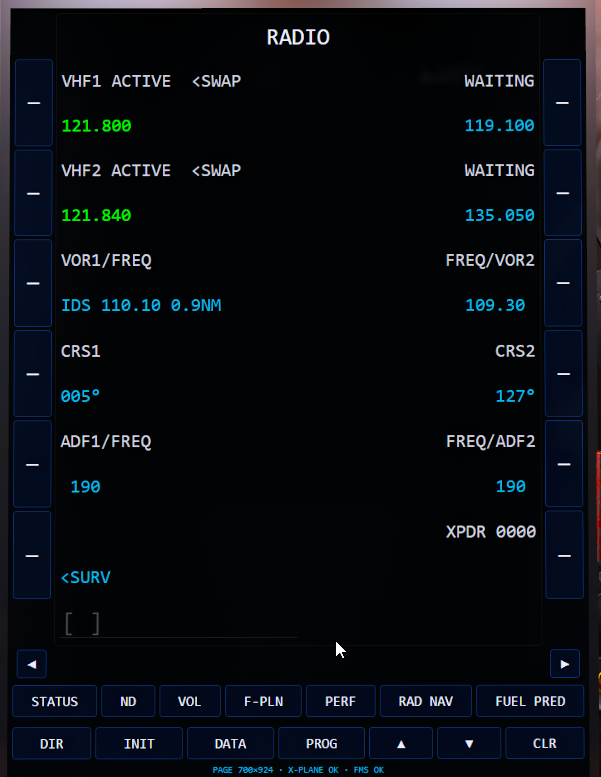 RADIO
VHF1 ACTIVE <SWAP WAITING
121.800 119.100
VHF2 ACTIVE <SWAP WAITING
121.840 135.050
VOR1/FREQ FREQ/VOR2
IDS 110.10 0.9NM 109.30
CRS1 CRS2
005° 127°
ADF1/FREQ FREQ/ADF2
190 190
XPDR 0000
<SURV
[ ]
◀ ▶
STATUS ND VOL F-PLN PERF RAD NAV FUEL PRED
DIR INIT DATA PROG ▲ ▼ CLR
PAGE 700×924 · X-PLANE OK · FMS OK